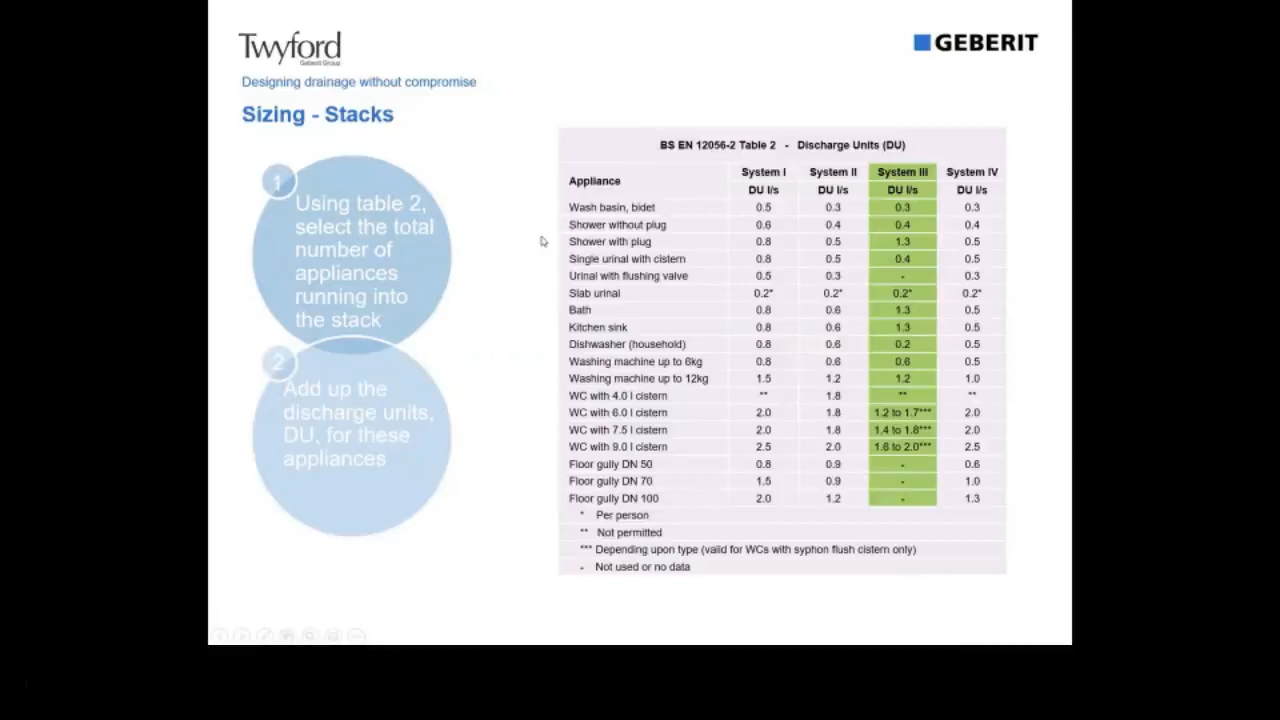 Twyford
Geberit Group
GEBERIT
Designing drainage without compromise
Sizing - Stacks
1
Using table 2,
select the total
number of
appliances
running into
the stack
2
Add up the
discharge units,
DU, for these
appliances
BS EN 12056-2 Table 2 - Discharge Units (DU)
Appliance System I System II System III System IV
DU l/s DU l/s DU l/s DU l/s
Wash basin, bidet 0.5 0.3 0.3 0.3
Shower without plug 0.6 0.4 0.4 0.4
Shower with plug 0.8 0.5 1.3 0.5
Single urinal with cistern 0.8 0.5 0.4 0.5
Urinal with flushing valve 0.5 0.3 - 0.3
Slab urinal 0.2* 0.2* 0.2* 0.2*
Bath 0.8 0.6 1.3 0.5
Kitchen sink 0.8 0.6 1.3 0.5
Dishwasher (household) 0.8 0.6 0.2 0.5
Washing machine up to 6kg 0.8 0.6 0.6 0.5
Washing machine up to 12kg 1.5 1.2 1.2 1.0
WC with 4.0 l cistern ** 1.8 ** **
WC with 6.0 l cistern 2.0 1.8 1.2 to 1.7*** 2.0
WC with 7.5 l cistern 2.0 1.8 1.4 to 1.8*** 2.0
WC with 9.0 l cistern 2.5 2.0 1.6 to 2.0*** 2.5
Floor gully DN 50 0.8 0.9 - 0.6
Floor gully DN 70 1.5 0.9 - 1.0
Floor gully DN 100 2.0 1.2 - 1.3
* Per person
** Not permitted
*** Depending upon type (valid for WCs with syphon flush cistern only)
- Not used or no data